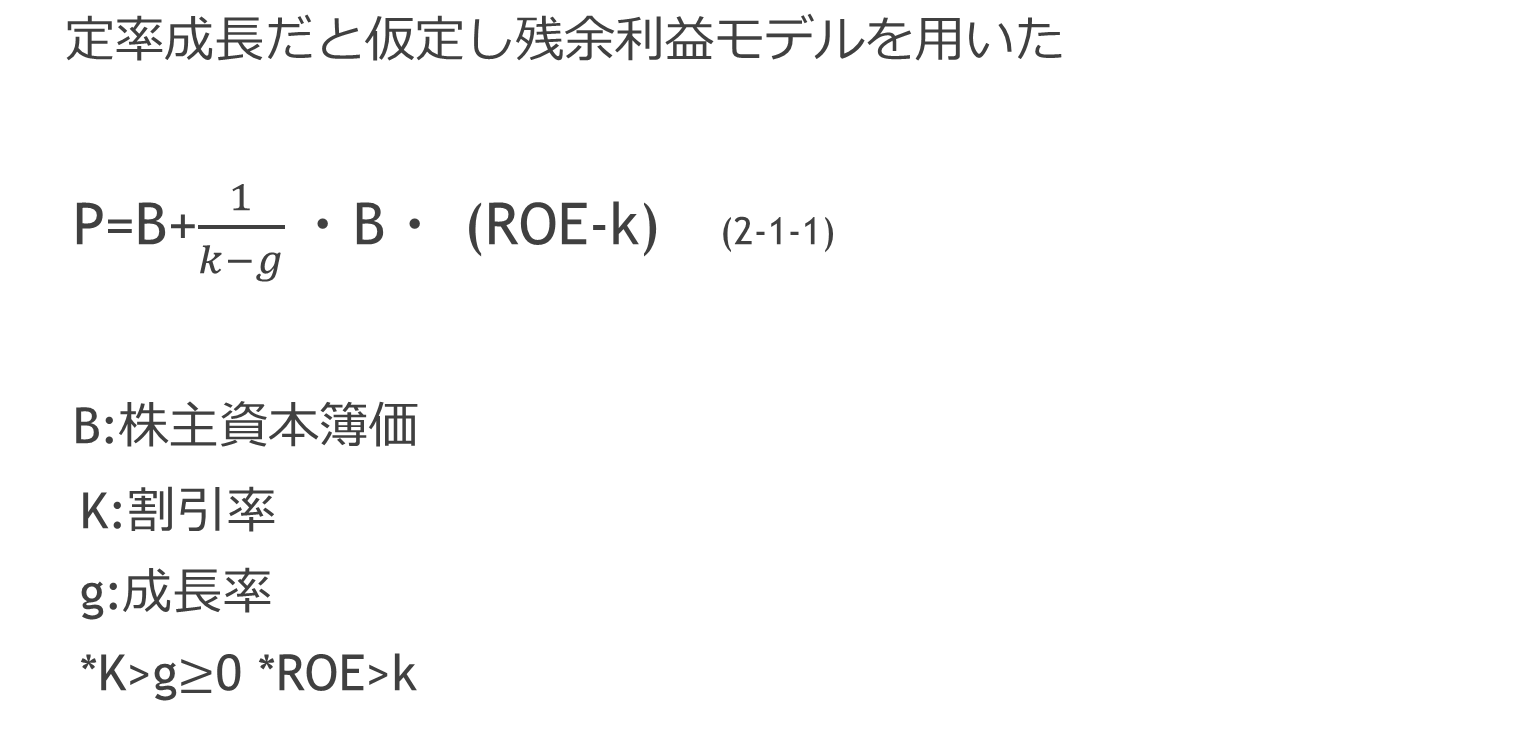 定率成長だと仮定し残余利益モデルを用いた
P=B+\frac{1}{k-g}・B・(ROE-k) (2-1-1)
B:株主資本簿価
K:割引率
g:成長率
*K>g≥0 *ROE>k